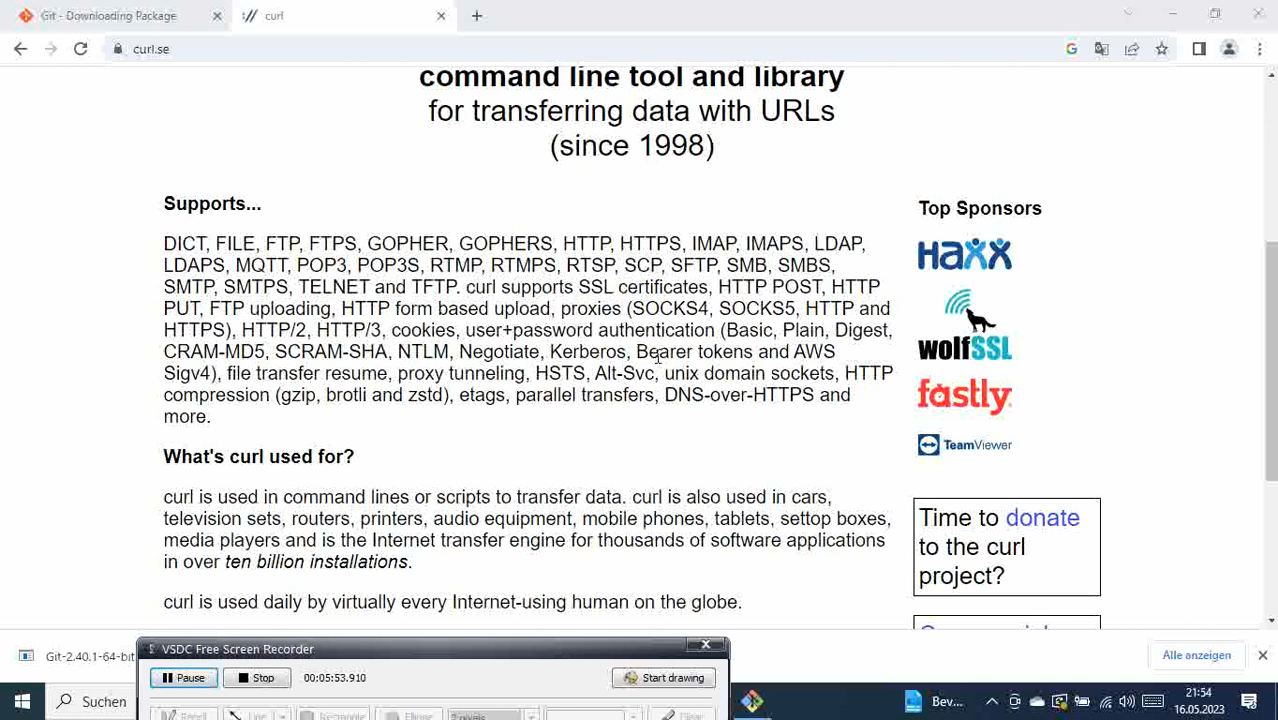 Git - Downloading Package
curl
curl.se
command line tool and library
for transferring data with URLs
(since 1998)
Supports...
DICT, FILE, FTP, FTPS, GOPHER, GOPHERS, HTTP, HTTPS, IMAP, IMAPS, LDAP,
LDAPS, MQTT, POP3, POP3S, RTMP, RTMPS, RTSP, SCP, SFTP, SMB, SMBS,
SMTP, SMTPS, TELNET and TFTP. curl supports SSL certificates, HTTP POST, HTTP
PUT, FTP uploading, HTTP form based upload, proxies (SOCKS4, SOCKS5, HTTP and
HTTPS), HTTP/2, HTTP/3, cookies, user+password authentication (Basic, Plain, Digest,
CRAM-MD5, SCRAM-SHA, NTLM, Negotiate, Kerberos, Bearer tokens and AWS
Sigv4), file transfer resume, proxy tunneling, HSTS, Alt-Svc, unix domain sockets, HTTP
compression (gzip, brotli and zstd), etags, parallel transfers, DNS-over-HTTPS and
more.
What's curl used for?
curl is used in command lines or scripts to transfer data. curl is also used in cars,
television sets, routers, printers, audio equipment, mobile phones, tablets, settop boxes,
media players and is the Internet transfer engine for thousands of software applications
in over ten billion installations.
curl is used daily by virtually every Internet-using human on the globe.
Top Sponsors
HAXX
wolfSSL
fastly
TeamViewer
Time to donate
to the curl
project?
Git-2.40.1-64-bit
Alle anzeigen
VSDC Free Screen Recorder
Pause
Stop
00:05:53.910
Start drawing
Line
Rectangle
Ellipse
2 pixels
Clear
Suchen
Bev...
21:54
16.05.2023